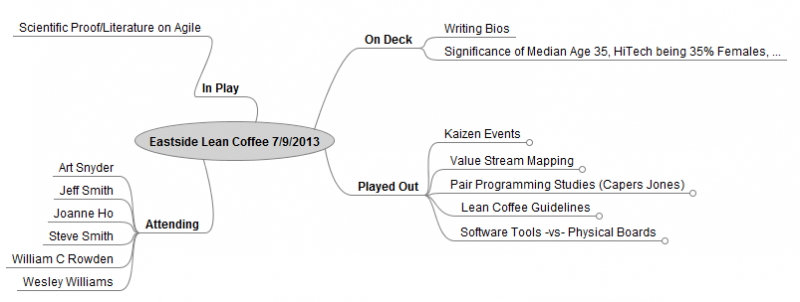 Eastside Lean Coffee 7/9/2013
In Play
Scientific Proof/Literature on Agile
On Deck
Writing Bios
Significance of Median Age 35, HiTech being 35% Females, ...
Played Out
Kaizen Events
Value Stream Mapping
Pair Programming Studies (Capers Jones)
Lean Coffee Guidelines
Software Tools -vs- Physical Boards
Attending
Art Snyder
Jeff Smith
Joanne Ho
Steve Smith
William C Rowden
Wesley Williams